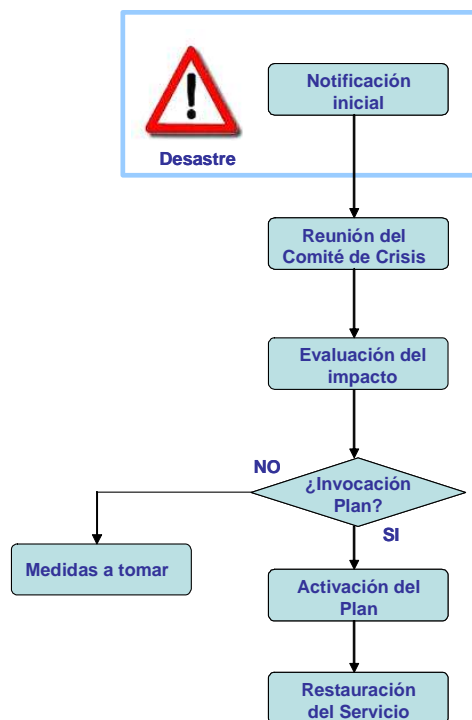 Notificación
inicial
Desastre
Reunión del
Comité de Crisis
Evaluación del
impacto
NO
¿Invocación
Plan?
SI
Medidas a tomar
Activación del
Plan
Restauración
del Servicio